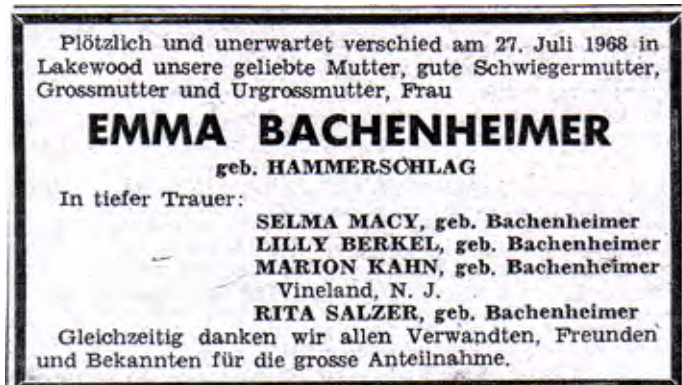 Plötzlich und unerwartet verschied am 27. Juli 1968 in
Lakewood unsere geliebte Mutter, gute Schwiegermutter,
Grossmutter und Urgrossmutter, Frau
EMMA BACHENHEIMER
geb. HAMMERSCHLAG
In tiefer Trauer:
SELMA MACY, geb. Bachenheimer
LILLY BERKEL, geb. Bachenheimer
MARION KAHN, geb. Bachenheimer
Vineland, N. J.
RITA SALZER, geb. Bachenheimer
Gleichzeitig danken wir allen Verwandten, Freunden
und Bekannten für die grosse Anteilnahme.